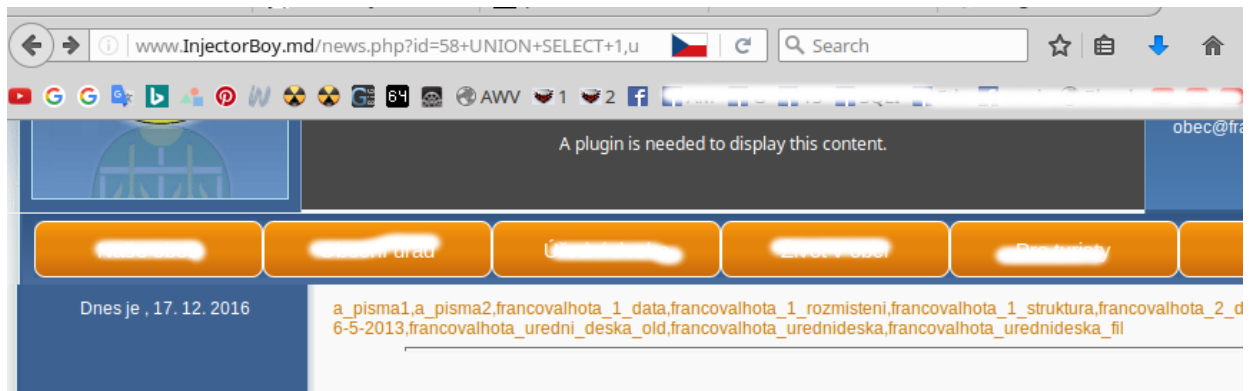 www.InjectorBoy.md/news.php?id=58+UNION+SELECT+1,u
Search
64
AWV
1
2
A plugin is needed to display this content.
obec@fra
úřad
Dnes je , 17. 12. 2016
a_pisma1,a_pisma2,francovalhota_1_data,francovalhota_1_rozmisteni,francovalhota_1_struktura,francovalhota_2_d
6-5-2013,francovalhota_uredni_deska_old,francovalhota_urednideska,francovalhota_urednideska_fil